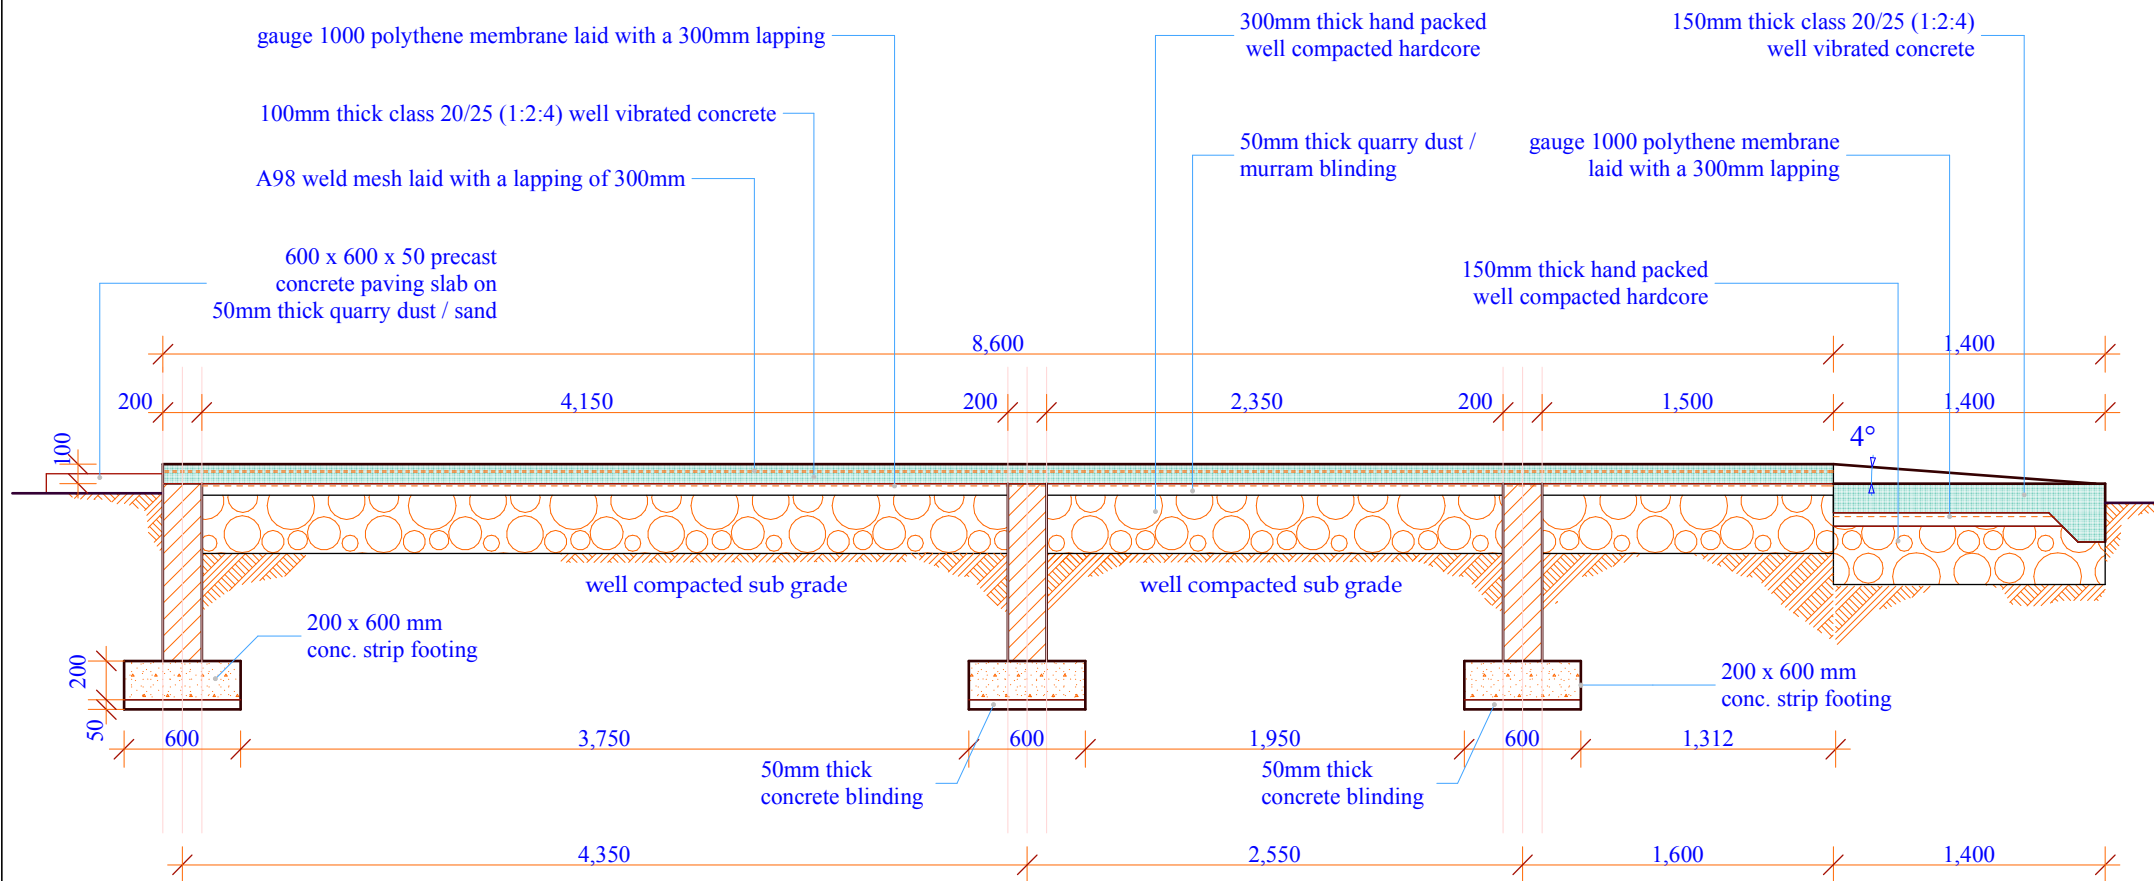 gauge 1000 polythene membrane laid with a 300mm lapping
300mm thick hand packed
well compacted hardcore
150mm thick class 20/25 (1:2:4)
well vibrated concrete
100mm thick class 20/25 (1:2:4) well vibrated concrete
50mm thick quarry dust /
murram blinding
gauge 1000 polythene membrane
laid with a 300mm lapping
A98 weld mesh laid with a lapping of 300mm
600 x 600 x 50 precast
concrete paving slab on
50mm thick quarry dust / sand
150mm thick hand packed
well compacted hardcore
8,600
1,400
200
4,150
200
2,350
200
1,500
1,400
100
4°
well compacted sub grade
well compacted sub grade
200 x 600 mm
conc. strip footing
200
50
200 x 600 mm
conc. strip footing
600
3,750
600
1,950
600
1,312
50mm thick
concrete blinding
50mm thick
concrete blinding
4,350
2,550
1,600
1,400